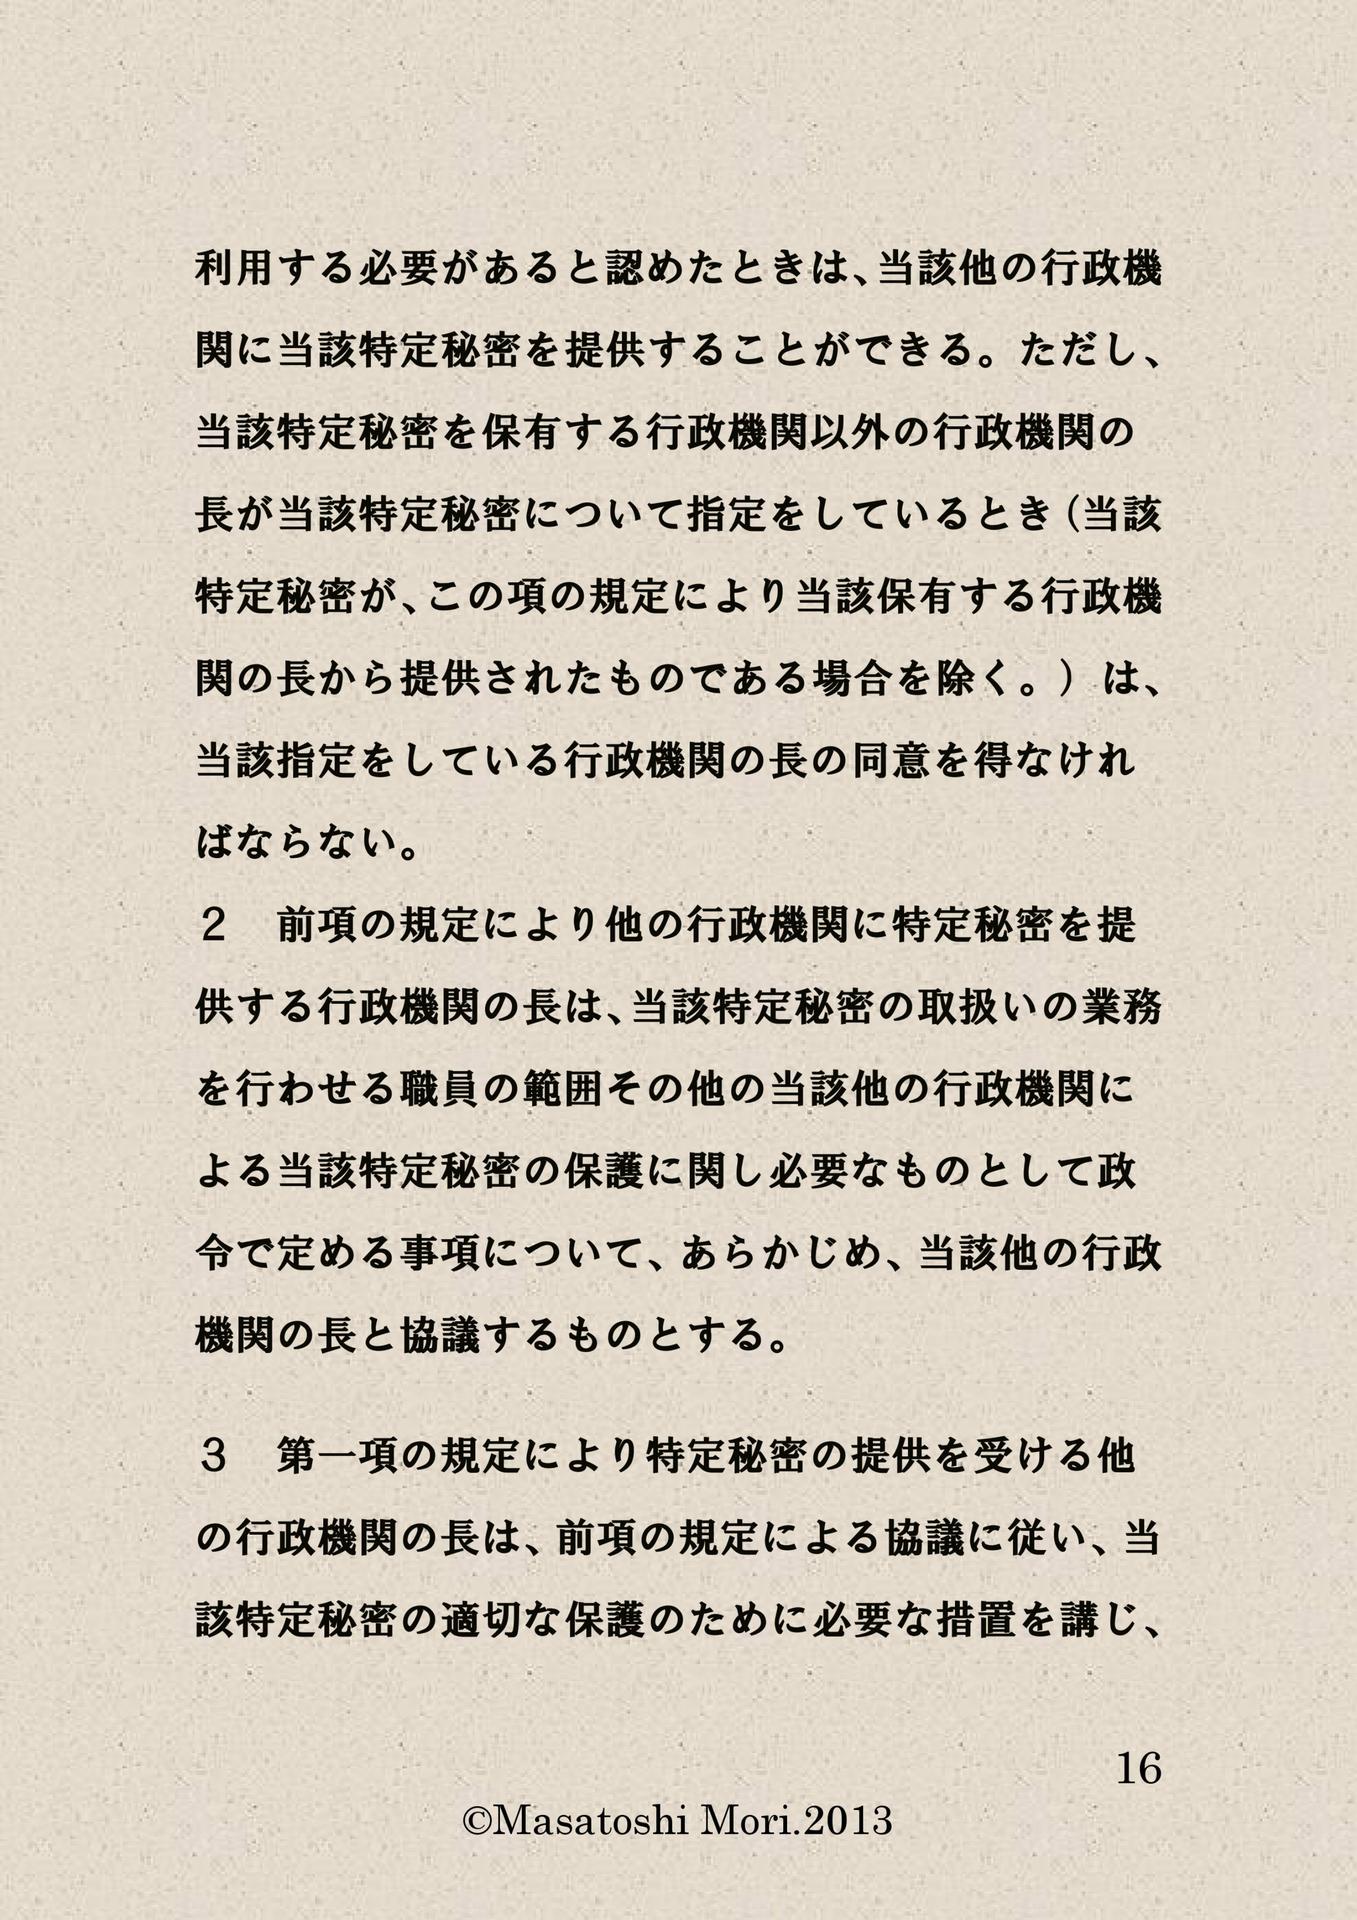 利用する必要があると認めたときは、当該他の行政機
関に当該特定秘密を提供することができる。ただし、
当該特定秘密を保有する行政機関以外の行政機関の
長が当該特定秘密について指定をしているとき（当該
特定秘密が、この項の規定により当該保有する行政機
関の長から提供されたものである場合を除く。）は、
当該指定をしている行政機関の長の同意を得なけれ
ばならない。
２　前項の規定により他の行政機関に特定秘密を提
供する行政機関の長は、当該特定秘密の取扱いの業務
を行わせる職員の範囲その他の当該他の行政機関に
よる当該特定秘密の保護に関し必要なものとして政
令で定める事項について、あらかじめ、当該他の行政
機関の長と協議するものとする。
３　第一項の規定により特定秘密の提供を受ける他
の行政機関の長は、前項の規定による協議に従い、当
該特定秘密の適切な保護のために必要な措置を講じ、
16
©Masatoshi Mori.2013